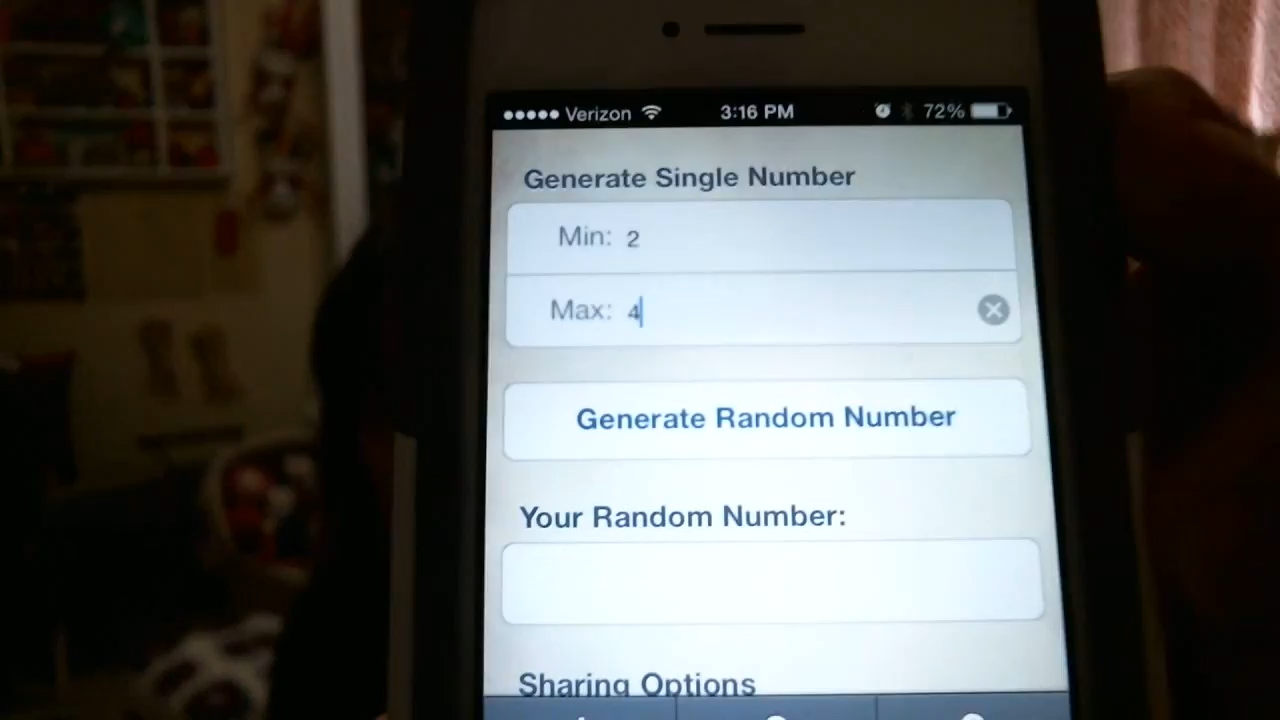 Verizon 3:16 PM 72%
Generate Single Number
Min: 2
Max: 4
Generate Random Number
Your Random Number:
Sharing Options